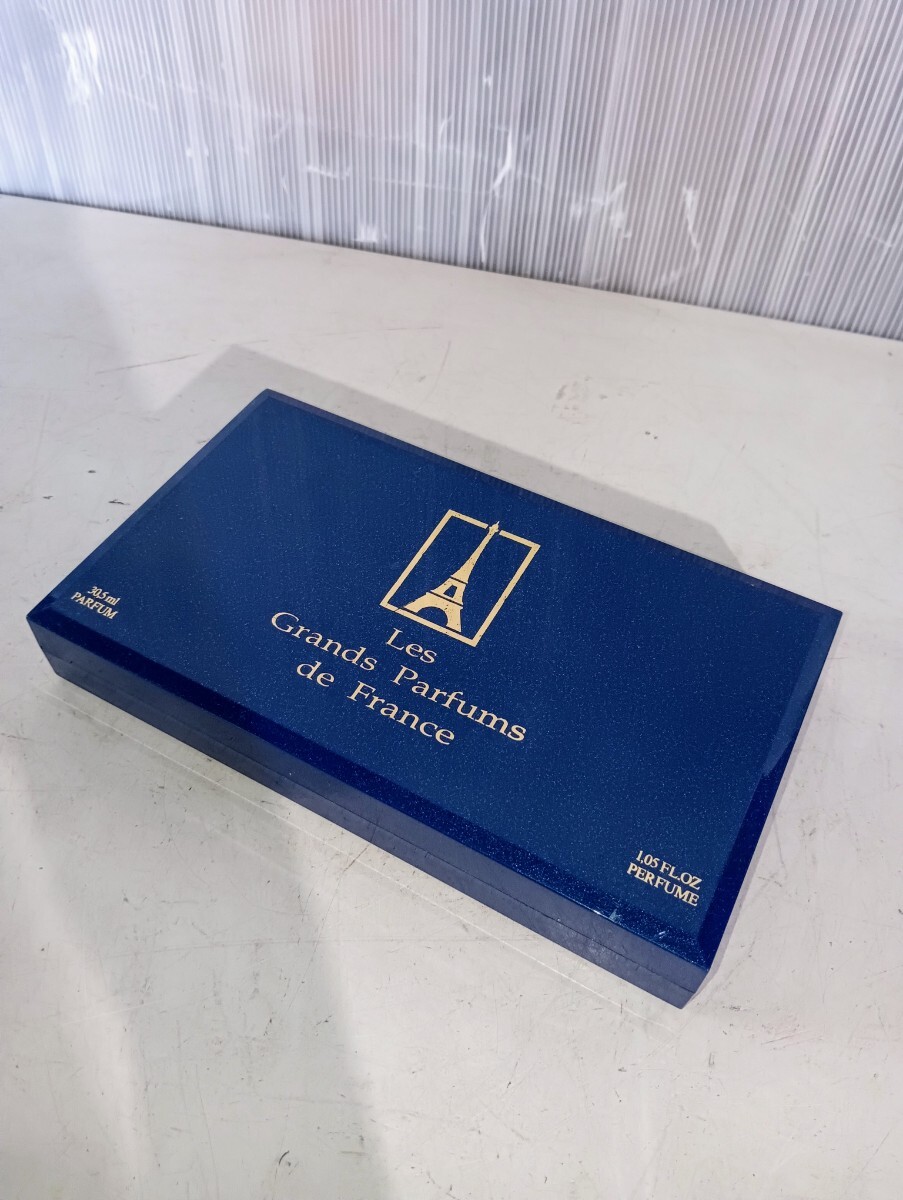 Les
Grands Parfums
de France
30,5 ml
PARFUM
1,05 FL.OZ
PERFUME